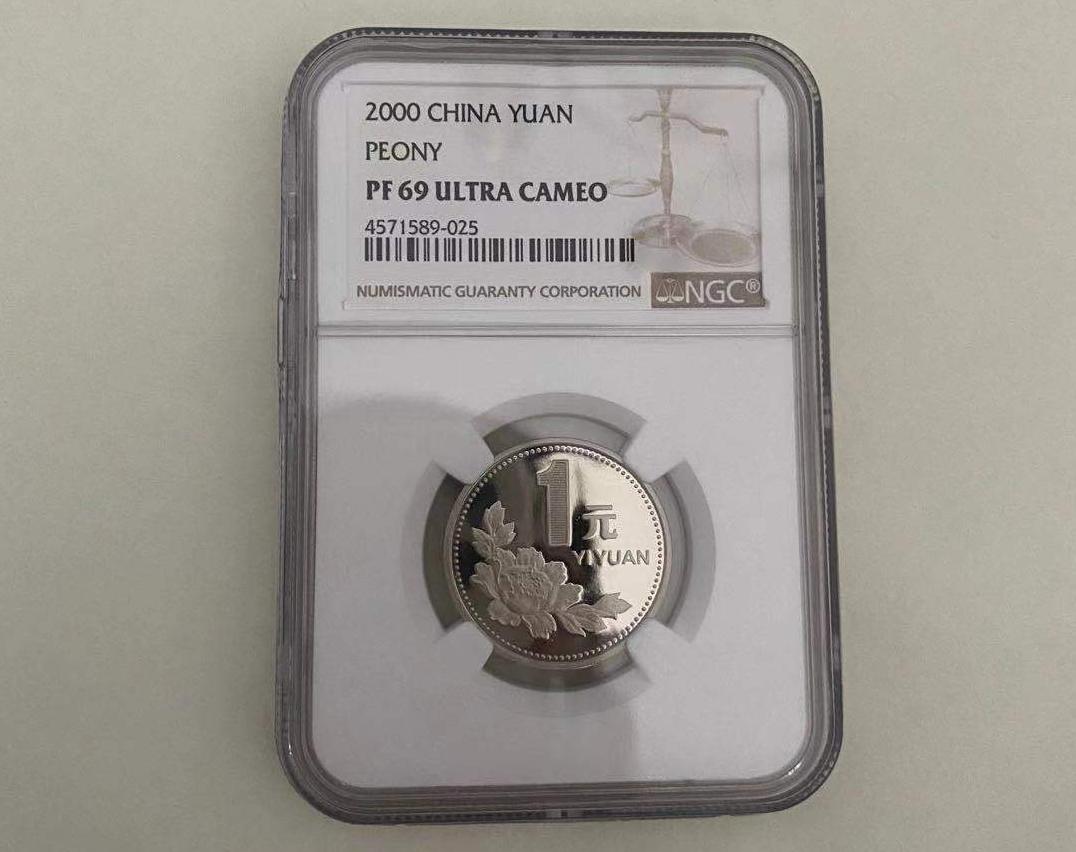 2000 CHINA YUAN
PEONY
PF 69 ULTRA CAMEO
4571589-025
NUMISMATIC GUARANTY CORPORATION NGC®
1元
YIYUAN